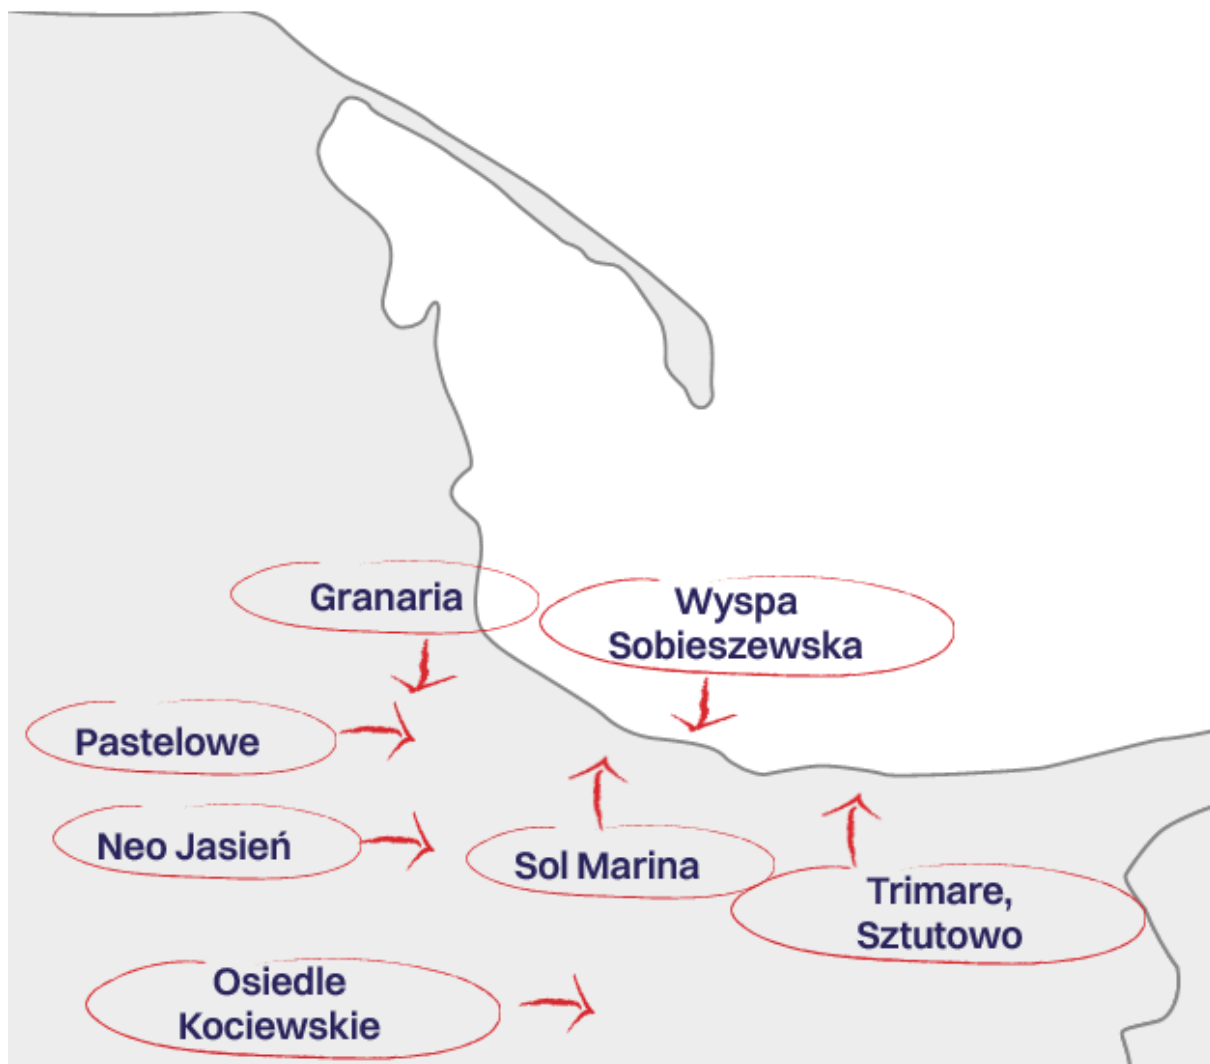 Granaria
Wyspa
Sobieszewska
Pastelowe
Neo Jasień
Sol Marina
Trimare,
Sztutowo
Osiedle
Kociewskie